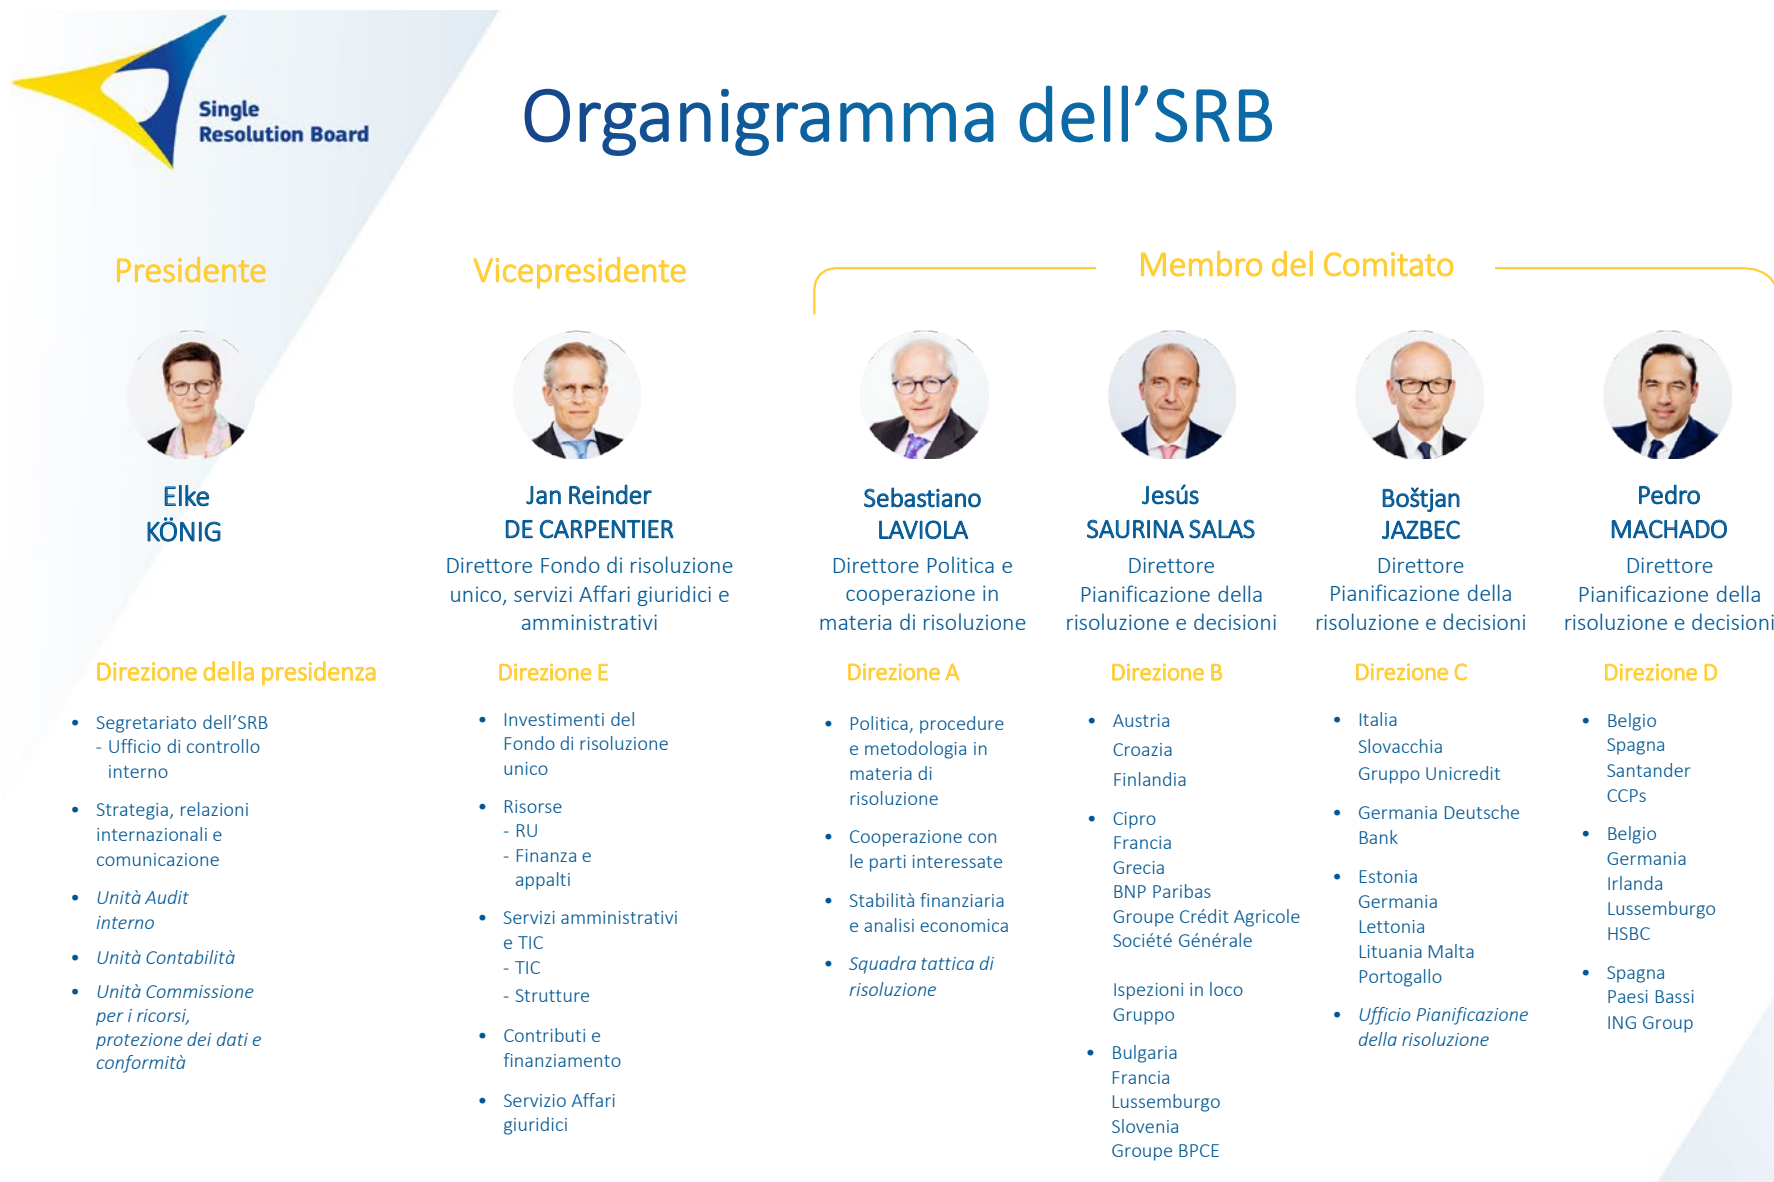 Single
Resolution Board
Organigramma dell’SRB
Presidente
Vicepresidente
Membro del Comitato
Elke
KÖNIG
Jan Reinder
DE CARPENTIER
Direttore Fondo di risoluzione
unico, servizi Affari giuridici e
amministrativi
Sebastiano
LAVIOLA
Direttore Politica e
cooperazione in
materia di risoluzione
Jesús
SAURINA SALAS
Direttore
Pianificazione della
risoluzione e decisioni
Boštjan
JAZBEC
Direttore
Pianificazione della
risoluzione e decisioni
Pedro
MACHADO
Direttore
Pianificazione della
risoluzione e decisioni
Direzione della presidenza
• Segretariato dell’SRB
- Ufficio di controllo
interno
• Strategia, relazioni
internazionali e
comunicazione
• Unità Audit
interno
• Unità Contabilità
• Unità Commissione
per i ricorsi,
protezione dei dati e
conformità
Direzione E
• Investimenti del
Fondo di risoluzione
unico
• Risorse
- RU
- Finanza e
appalti
• Servizi amministrativi
e TIC
- TIC
- Strutture
• Contributi e
finanziamento
• Servizio Affari
giuridici
Direzione A
• Politica, procedure
e metodologia in
materia di
risoluzione
• Cooperazione con
le parti interessate
• Stabilità finanziaria
e analisi economica
• Squadra tattica di
risoluzione
Direzione B
• Austria
Croazia
Finlandia
• Cipro
Francia
Grecia
BNP Paribas
Groupe Crédit Agricole
Société Générale
Ispezioni in loco
Gruppo
• Bulgaria
Francia
Lussemburgo
Slovenia
Groupe BPCE
Direzione C
• Italia
Slovacchia
Gruppo Unicredit
• Germania Deutsche
Bank
• Estonia
Germania
Lettonia
Lituania Malta
Portogallo
• Ufficio Pianificazione
della risoluzione
Direzione D
• Belgio
Spagna
Santander
CCPs
• Belgio
Germania
Irlanda
Lussemburgo
HSBC
• Spagna
Paesi Bassi
ING Group